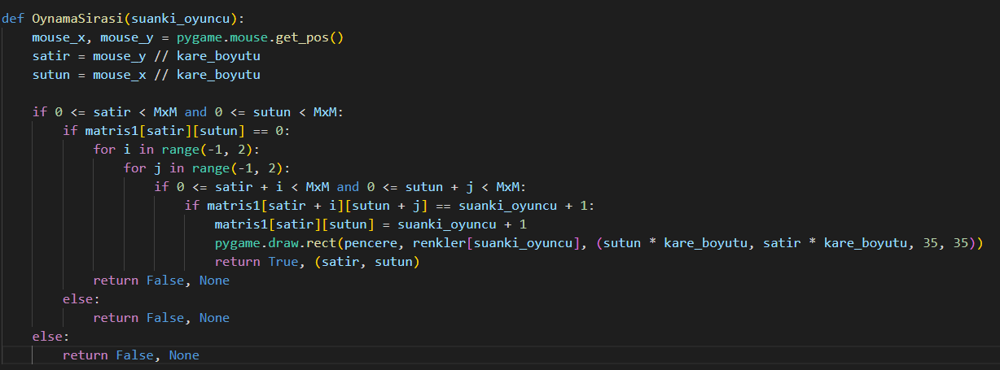 def OynamaSirasi(suanki_oyuncu):
    mouse_x, mouse_y = pygame.mouse.get_pos()
    satir = mouse_y // kare_boyutu
    sutun = mouse_x // kare_boyutu

    if 0 <= satir < MxM and 0 <= sutun < MxM:
        if matris1[satir][sutun] == 0:
            for i in range(-1, 2):
                for j in range(-1, 2):
                    if 0 <= satir + i < MxM and 0 <= sutun + j < MxM:
                        if matris1[satir + i][sutun + j] == suanki_oyuncu + 1:
                            matris1[satir][sutun] = suanki_oyuncu + 1
                            pygame.draw.rect(pencere, renkler[suanki_oyuncu], (sutun * kare_boyutu, satir * kare_boyutu, 35, 35))
                            return True, (satir, sutun)
            return False, None
        else:
            return False, None
    else:
        return False, None